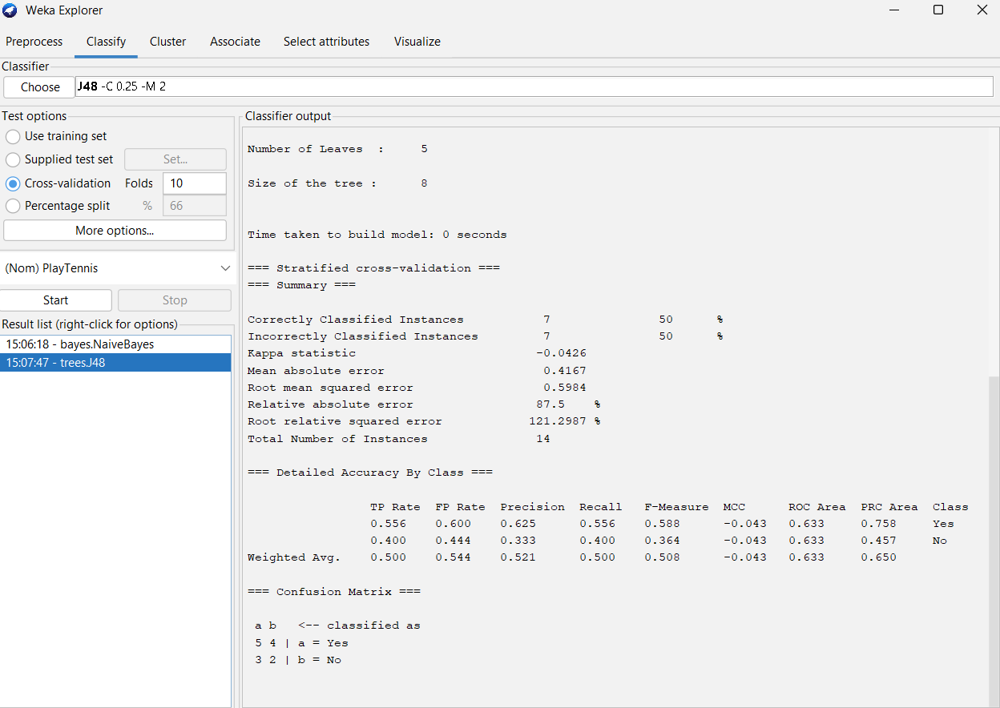 Weka Explorer
Preprocess Classify Cluster Associate Select attributes Visualize
Classifier
Choose J48 -C 0.25 -M 2
Test options
Use training set
Supplied test set Set...
Cross-validation Folds 10
Percentage split % 66
More options...
(Nom) PlayTennis
Start Stop
Result list (right-click for options)
15:06:18 - bayes.NaiveBayes
15:07:47 - trees.J48
Classifier output
Number of Leaves : 5
Size of the tree : 8
Time taken to build model: 0 seconds
=== Stratified cross-validation ===
=== Summary ===
Correctly Classified Instances 7 50 %
Incorrectly Classified Instances 7 50 %
Kappa statistic -0.0426
Mean absolute error 0.4167
Root mean squared error 0.5984
Relative absolute error 87.5 %
Root relative squared error 121.2987 %
Total Number of Instances 14
=== Detailed Accuracy By Class ===
TP Rate FP Rate Precision Recall F-Measure MCC ROC Area PRC Area Class
0.556 0.600 0.625 0.556 0.588 -0.043 0.633 0.758 Yes
0.400 0.444 0.333 0.400 0.364 -0.043 0.633 0.457 No
Weighted Avg. 0.500 0.544 0.521 0.500 0.508 -0.043 0.633 0.650
=== Confusion Matrix ===
a b <-- classified as
5 4 | a = Yes
3 2 | b = No